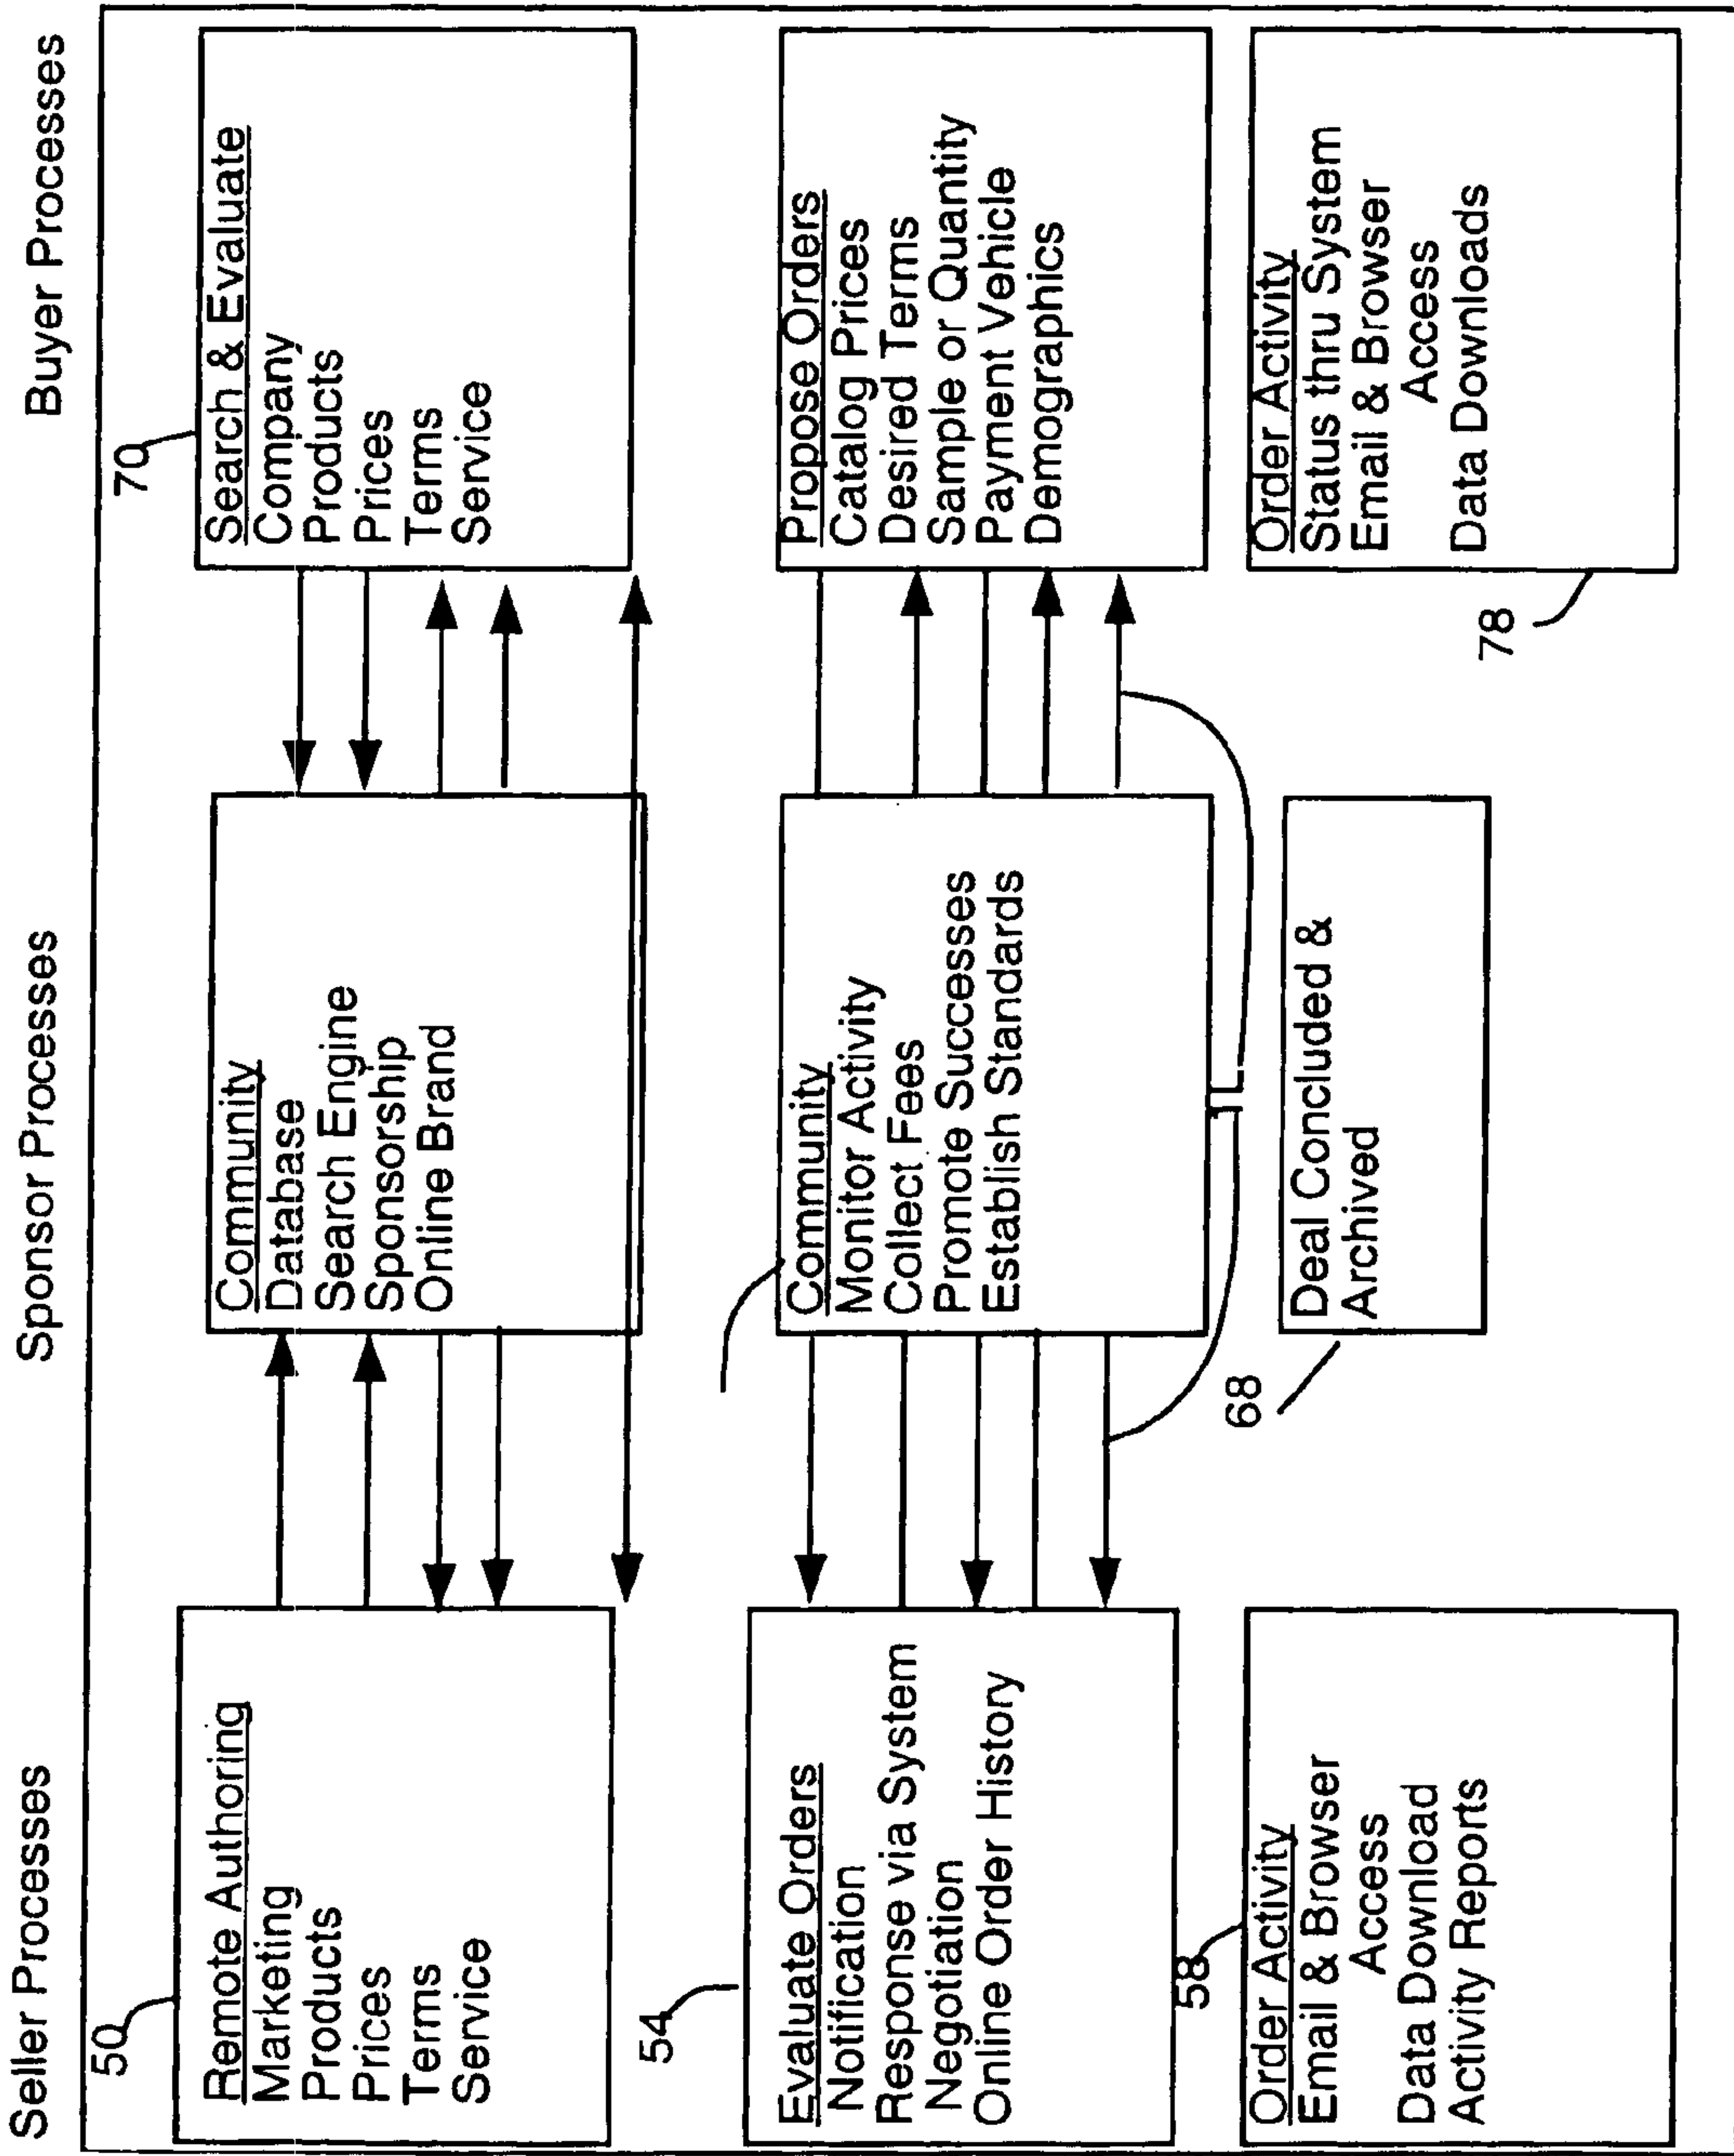 Seller Processes
Sponsor Processes
Buyer Processes
50
Remote Authoring
Marketing
Products
Prices
Terms
Service
Community
Database
Search Engine
Sponsorship
Online Brand
70
Search & Evaluate
Company
Products
Prices
Terms
Service
54
Evaluate Orders
Notification
Response via System
Negotiation
Online Order History
Community
Monitor Activity
Collect Fees
Promote Successes
Establish Standards
Propose Orders
Catalog Prices
Desired Terms
Sample or Quantity
Payment Vehicle
Demographics
58
Order Activity
Email & Browser
Access
Data Download
Activity Reports
68
Deal Concluded &
Archived
78
Order Activity
Status thru System
Email & Browser
Access
Data Downloads